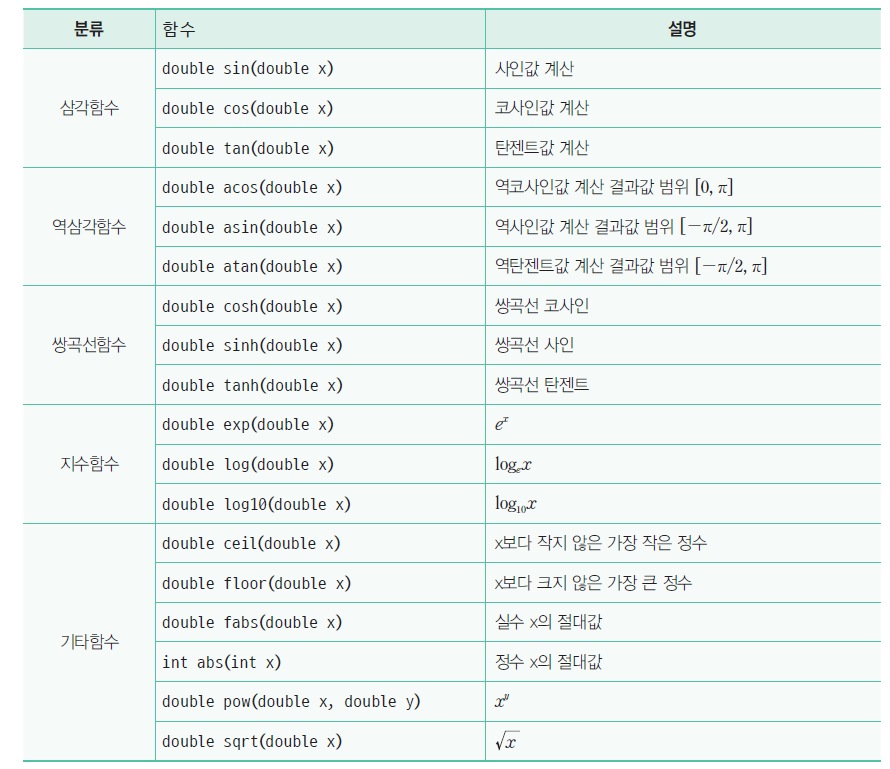 분류 함수 설명
삼각함수
double sin(double x) 사인값 계산
double cos(double x) 코사인값 계산
double tan(double x) 탄젠트값 계산
역삼각함수
double acos(double x) 역코사인값 계산 결과값 범위 [0, π]
double asin(double x) 역사인값 계산 결과값 범위 [−π/2, π]
double atan(double x) 역탄젠트값 계산 결과값 범위 [−π/2, π]
쌍곡선함수
double cosh(double x) 쌍곡선 코사인
double sinh(double x) 쌍곡선 사인
double tanh(double x) 쌍곡선 탄젠트
지수함수
double exp(double x) eˣ
double log(double x) logₑx
double log10(double x) log₁₀x
기타함수
double ceil(double x) x보다 작지 않은 가장 작은 정수
double floor(double x) x보다 크지 않은 가장 큰 정수
double fabs(double x) 실수 x의 절대값
int abs(int x) 정수 x의 절대값
double pow(double x, double y) xʸ
double sqrt(double x) √x